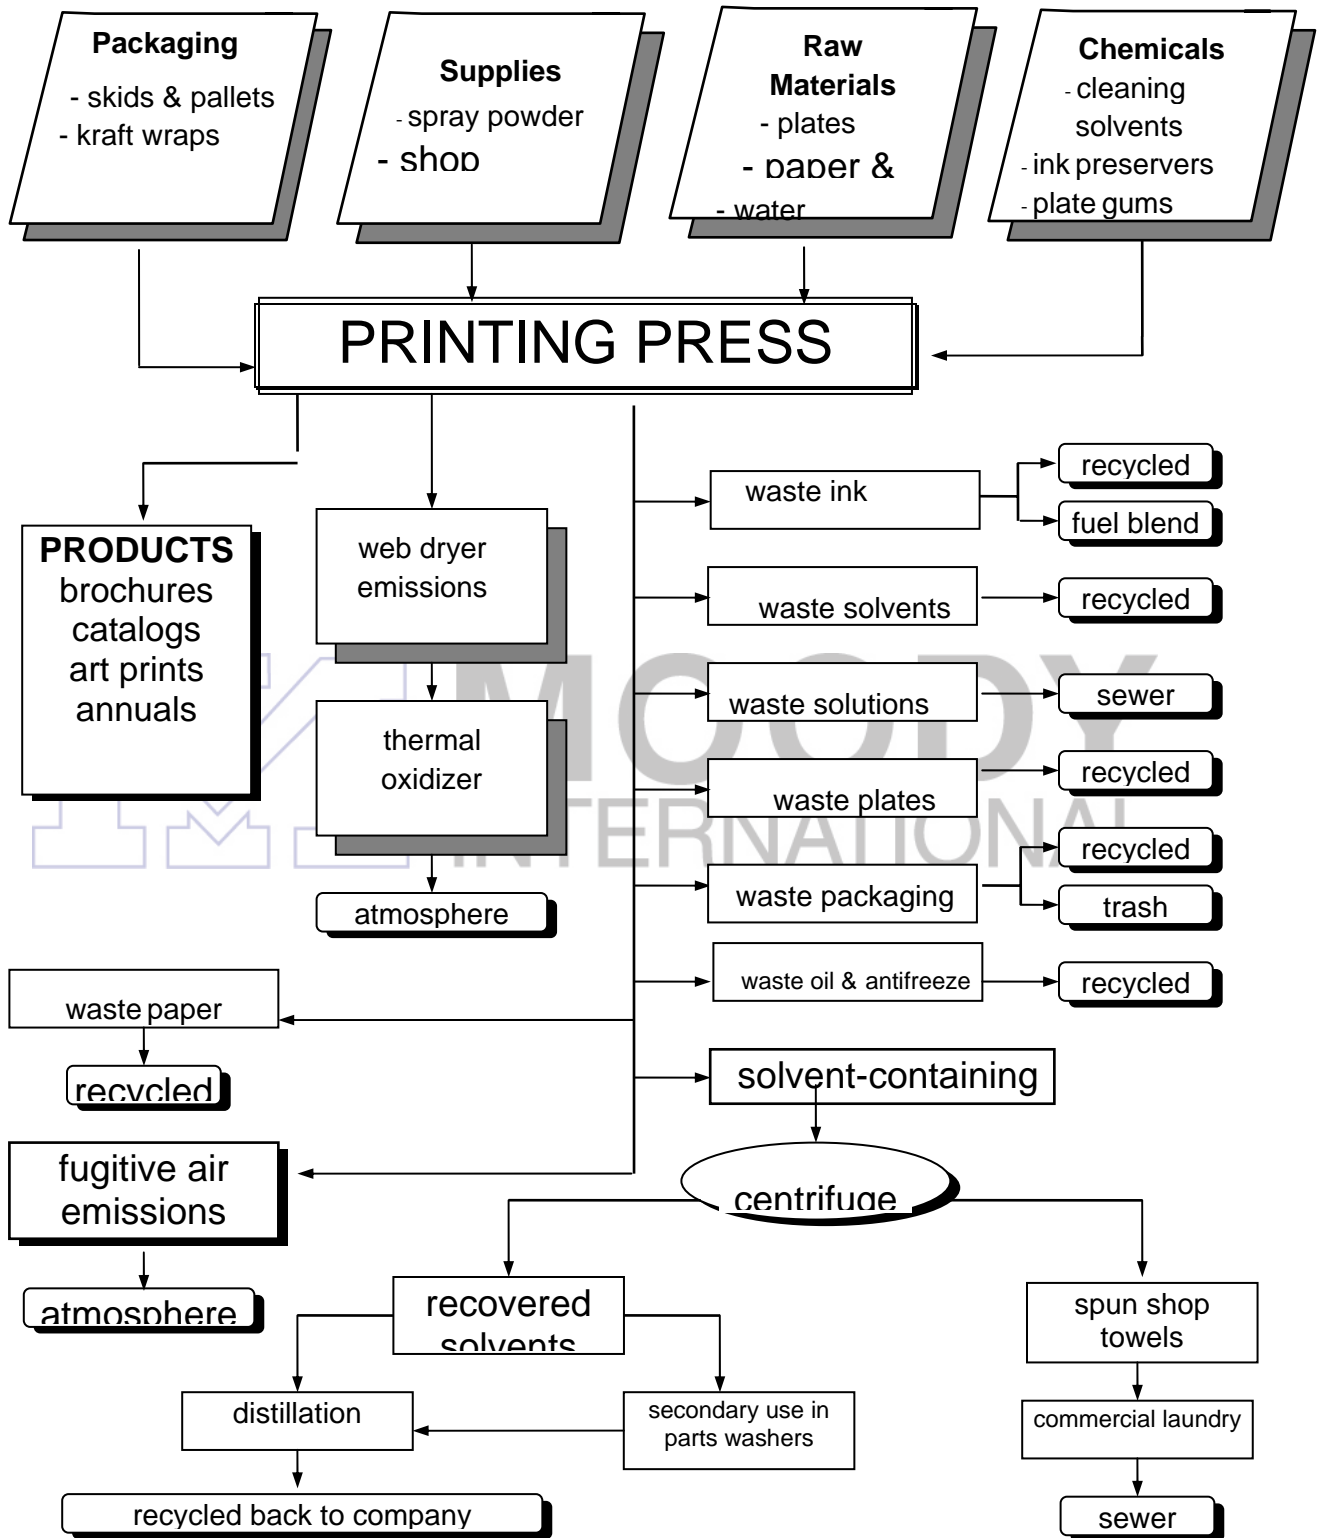 Packaging
- skids & pallets
- kraft wraps
Supplies
- spray powder
- shop
Raw
Materials
- plates
- paper &
- water
Chemicals
- cleaning
solvents
- ink preservers
- plate gums
PRINTING PRESS
PRODUCTS
brochures
catalogs
art prints
annuals
web dryer
emissions
thermal
oxidizer
atmosphere
waste ink
recycled
fuel blend
waste solvents
recycled
waste solutions
sewer
waste plates
recycled
waste packaging
recycled
trash
waste oil & antifreeze
recycled
MOODY
INTERNATIONAL
waste paper
recycled
fugitive air
emissions
atmosphere
solvent-containing
centrifuge
recovered
solvents
distillation
secondary use in
parts washers
recycled back to company
spun shop
towels
commercial laundry
sewer